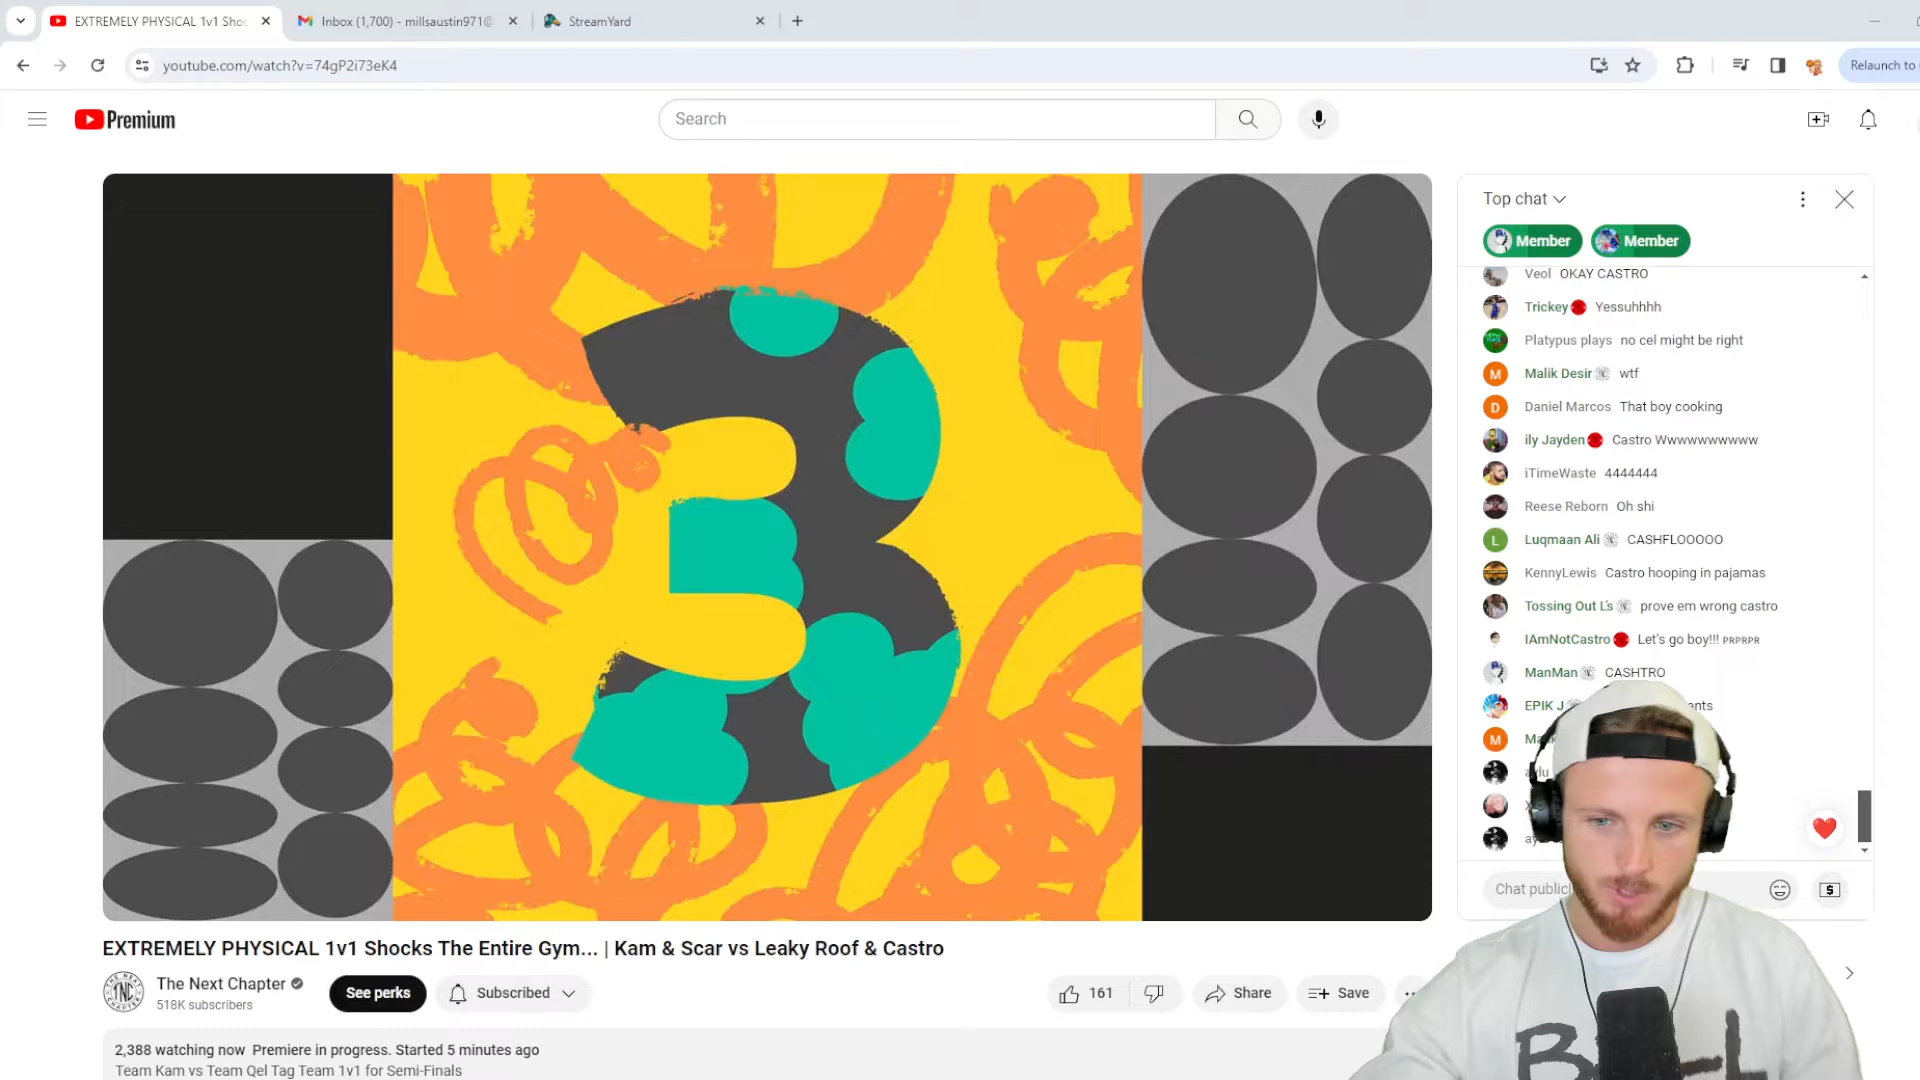 EXTREMELY PHYSICAL 1v1 Shoc
Inbox (1,700) - millsaustin971@
StreamYard
youtube.com/watch?v=74gP2i73eK4
Relaunch to
Premium
Search
3
Top chat
Member Member
Veol OKAY CASTRO
Trickey Yessuhhhh
Platypus plays no cel might be right
M Malik Desir wtf
D Daniel Marcos That boy cooking
ily Jayden Castro Wwwwwwwwww
iTimeWaste 4444444
Reese Reborn Oh shi
L Luqmaan Ali CASHFLOOOOO
KennyLewis Castro hooping in pajamas
Tossing Out L's prove em wrong castro
IAmNotCastro Let's go boy!!! PRPRPR
ManMan CASHTRO
EPIK J ants
M
Chat public
EXTREMELY PHYSICAL 1v1 Shocks The Entire Gym... | Kam & Scar vs Leaky Roof & Castro
THE NEXT CHAPTER TNC
The Next Chapter
518K subscribers
See perks
Subscribed
161
Share
Save
2,388 watching now Premiere in progress. Started 5 minutes ago
Team Kam vs Team Qel Tag Team 1v1 for Semi-Finals